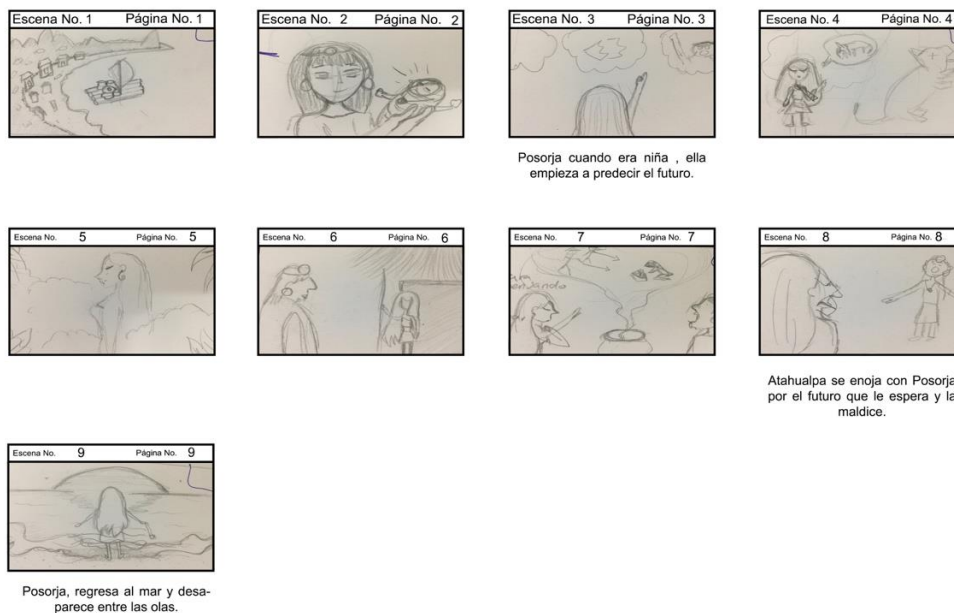 Escena No. 1 Página No. 1
Escena No. 2 Página No. 2
Escena No. 3 Página No. 3
Escena No. 4 Página No. 4
Posorja cuando era niña , ella
empieza a predecir el futuro.
Escena No. 5 Página No. 5
Escena No. 6 Página No. 6
Escena No. 7 Página No. 7
Escena No. 8 Página No. 8
Atahualpa se enoja con Posorja
por el futuro que le espera y la
maldice.
Escena No. 9 Página No. 9
Posorja, regresa al mar y desa-
parece entre las olas.